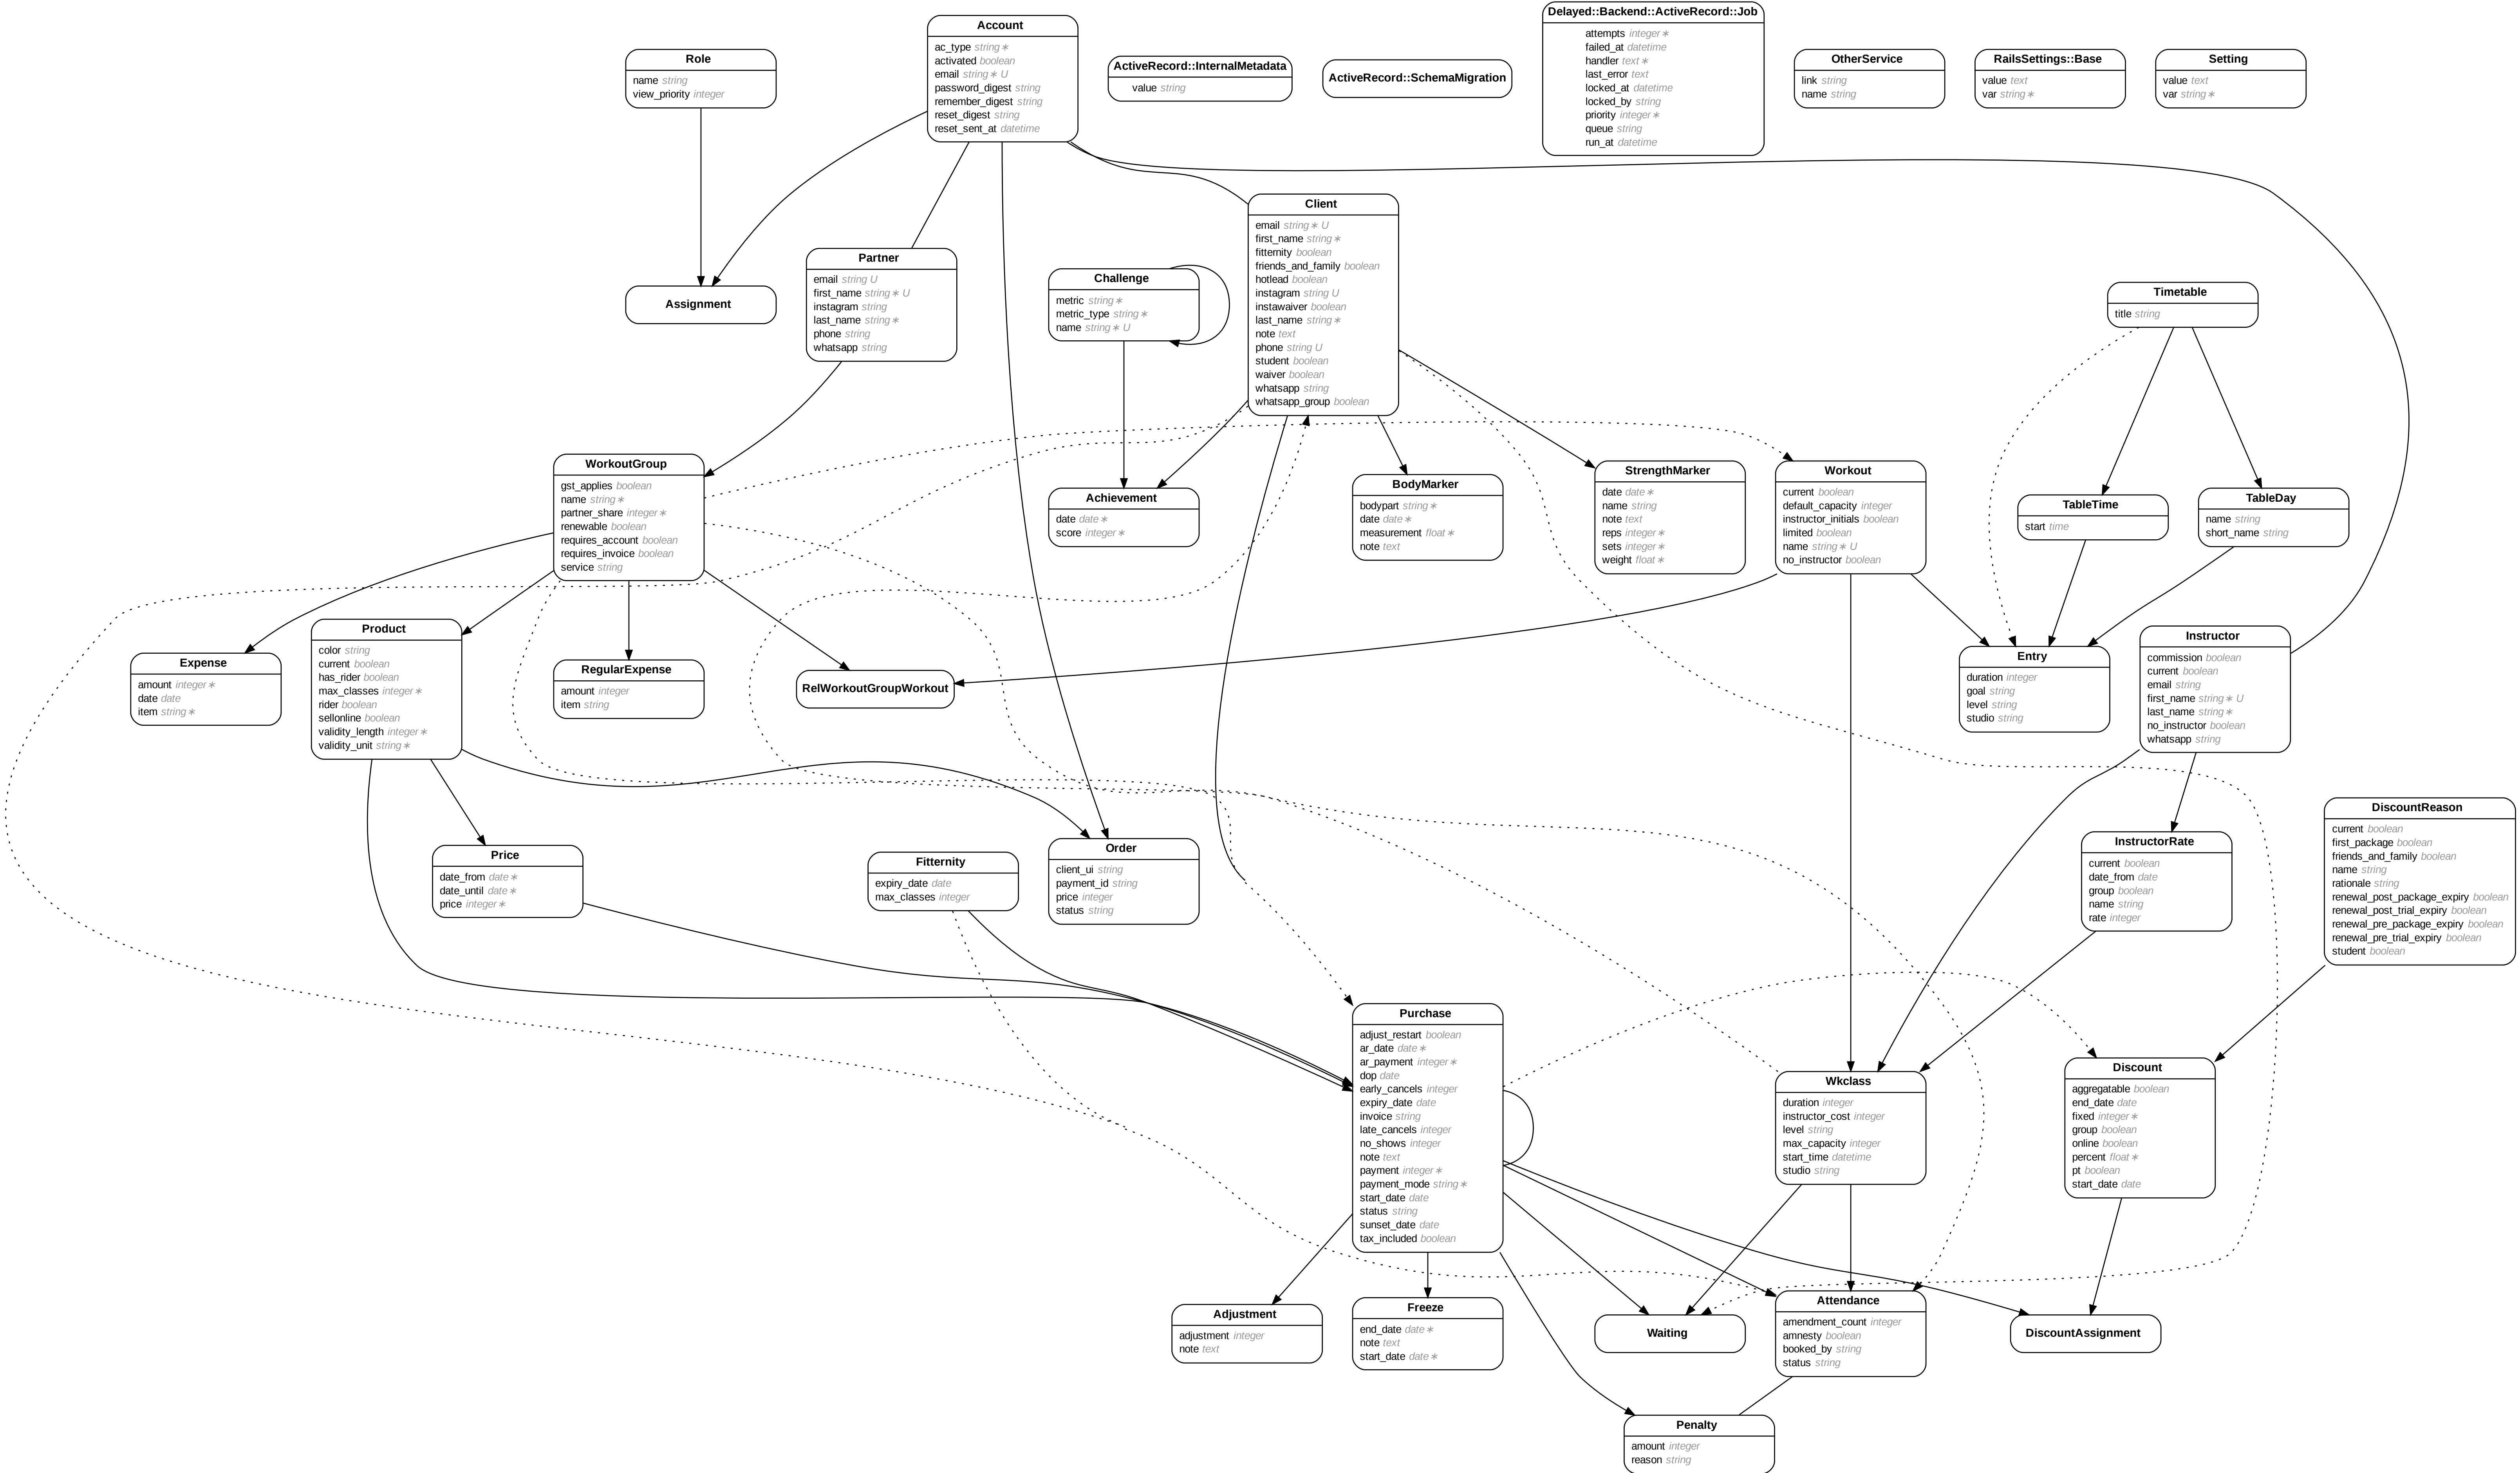 Delayed::Backend::ActiveRecord::Job
attempts integer ∗
failed_at datetime
handler text ∗
last_error text
locked_at datetime
locked_by string
priority integer ∗
queue string
run_at datetime
Account
ac_type string ∗
activated boolean
email string ∗ U
password_digest string
remember_digest string
reset_digest string
reset_sent_at datetime
Role
name string
view_priority integer
ActiveRecord::InternalMetadata
value string
ActiveRecord::SchemaMigration
OtherService
link string
name string
RailsSettings::Base
value text
var string ∗
Setting
value text
var string ∗
Client
email string ∗ U
first_name string ∗
fitternity boolean
friends_and_family boolean
hotlead boolean
instagram string U
instawaiver boolean
last_name string ∗
note text
phone string U
student boolean
waiver boolean
whatsapp string
whatsapp_group boolean
Partner
email string U
first_name string ∗ U
instagram string
last_name string ∗
phone string
whatsapp string
Challenge
metric string ∗
metric_type string ∗
name string ∗ U
Assignment
Timetable
title string
WorkoutGroup
gst_applies boolean
name string ∗
partner_share integer ∗
renewable boolean
requires_account boolean
requires_invoice boolean
service string
Achievement
date date ∗
score integer ∗
BodyMarker
bodypart string ∗
date date ∗
measurement float ∗
note text
StrengthMarker
date date ∗
name string
note text
reps integer ∗
sets integer ∗
weight float ∗
Workout
current boolean
default_capacity integer
instructor_initials boolean
limited boolean
name string ∗ U
no_instructor boolean
TableTime
start time
TableDay
name string
short_name string
Expense
amount integer ∗
date date
item string ∗
Product
color string
current boolean
has_rider boolean
max_classes integer ∗
rider boolean
sellonline boolean
validity_length integer ∗
validity_unit string ∗
RegularExpense
amount integer
item string
RelWorkoutGroupWorkout
Entry
duration integer
goal string
level string
studio string
Instructor
commission boolean
current boolean
email string
first_name string ∗ U
last_name string ∗
no_instructor boolean
whatsapp string
Price
date_from date ∗
date_until date ∗
price integer ∗
Fitternity
expiry_date date
max_classes integer
Order
client_ui string
payment_id string
price integer
status string
InstructorRate
current boolean
date_from date
group boolean
name string
rate integer
DiscountReason
current boolean
first_package boolean
friends_and_family boolean
name string
rationale string
renewal_post_package_expiry boolean
renewal_post_trial_expiry boolean
renewal_pre_package_expiry boolean
renewal_pre_trial_expiry boolean
student boolean
Purchase
adjust_restart boolean
ar_date date ∗
ar_payment integer ∗
dop date
early_cancels integer
expiry_date date
invoice string
late_cancels integer
no_shows integer
note text
payment integer ∗
payment_mode string ∗
start_date date
status string
sunset_date date
tax_included boolean
Wkclass
duration integer
instructor_cost integer
level string
max_capacity integer
start_time datetime
studio string
Discount
aggregatable boolean
end_date date
fixed integer ∗
group boolean
online boolean
percent float ∗
pt boolean
start_date date
Adjustment
adjustment integer
note text
Freeze
end_date date ∗
note text
start_date date ∗
Waiting
Attendance
amendment_count integer
amnesty boolean
booked_by string
status string
DiscountAssignment
Penalty
amount integer
reason string